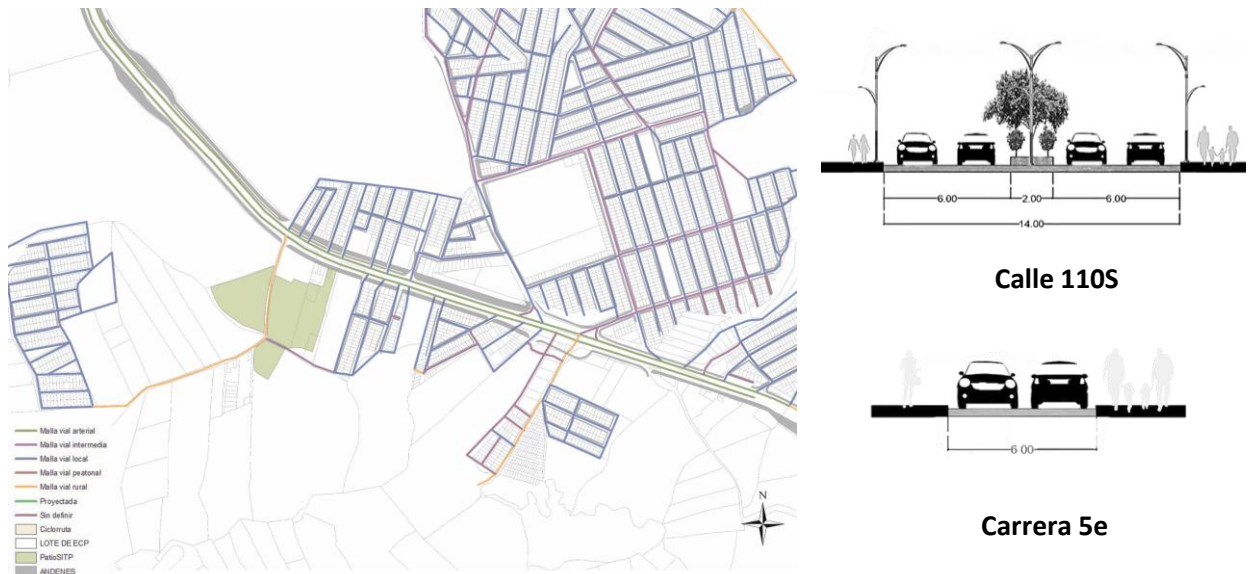 Malla vial arterial
Malla vial intermedia
Malla vial local
Malla vial peatonal
Malla vial rural
Proyectada
Sin definir
Ciclorruta
LOTE DE ECP
PatioSITP
ANDENES
N
6.00
2.00
6.00
14.00
Calle 110S
6 00
Carrera 5e